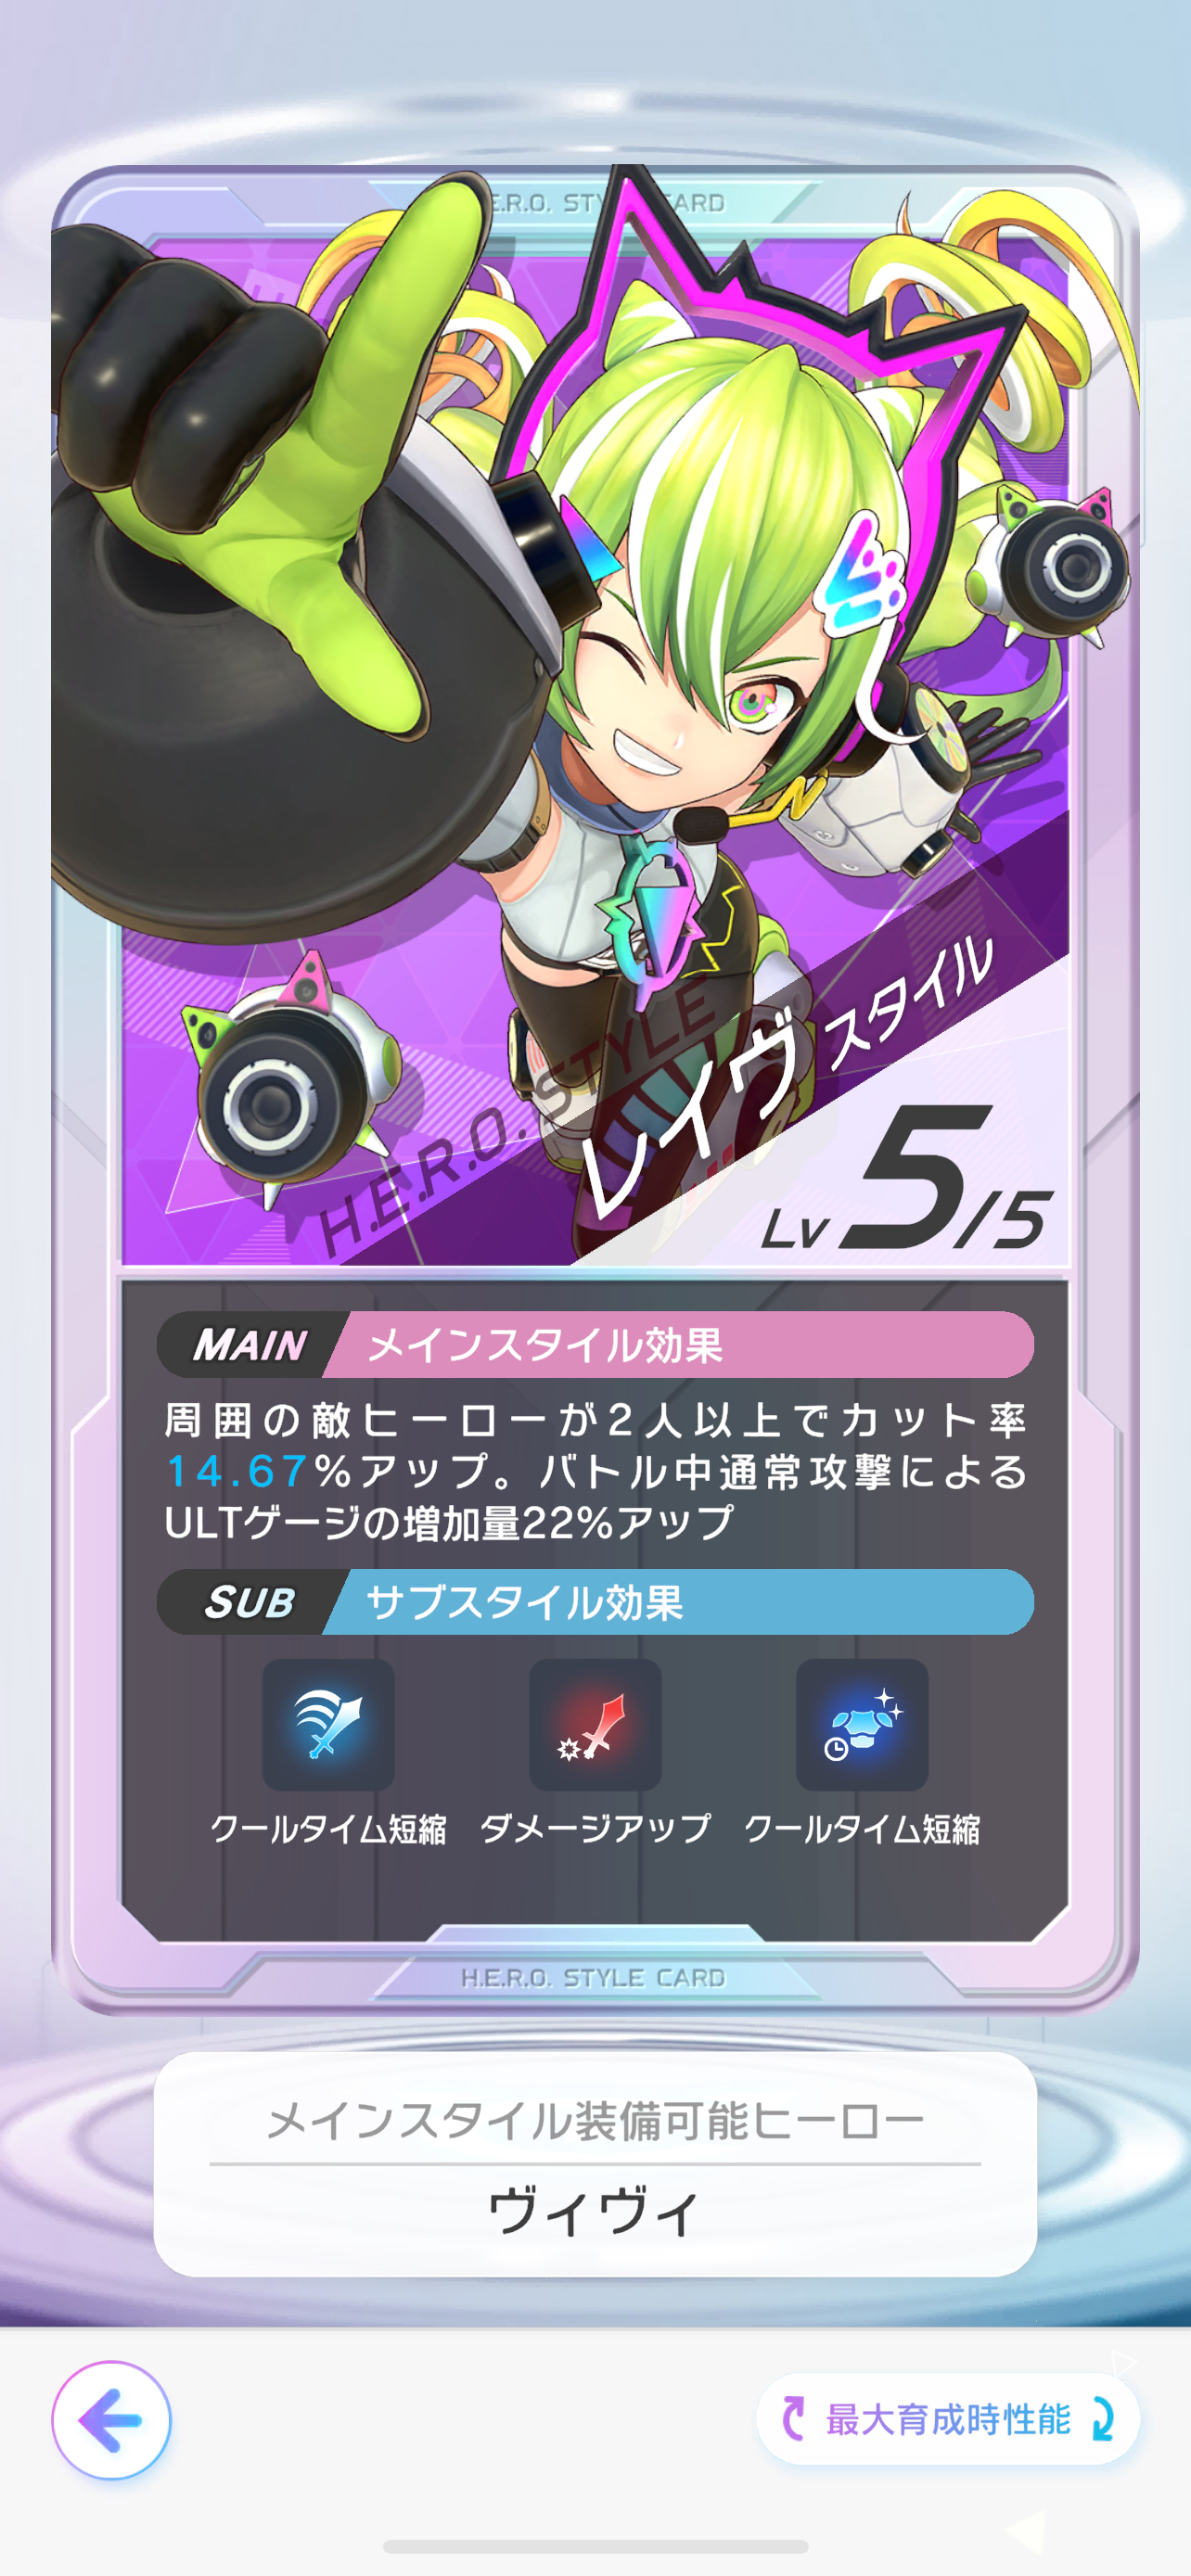 H.E.R.O. STYLE CARD
H.E.R.O. STYLE
レイヴ スタイル
Lv 5/5
MAIN メインスタイル効果
周囲の敵ヒーローが2人以上でカット率
14.67%アップ。バトル中通常攻撃による
ULTゲージの増加量22%アップ
SUB サブスタイル効果
クールタイム短縮 ダメージアップ クールタイム短縮
H.E.R.O. STYLE CARD
メインスタイル装備可能ヒーロー
ヴィヴィ
最大育成時性能